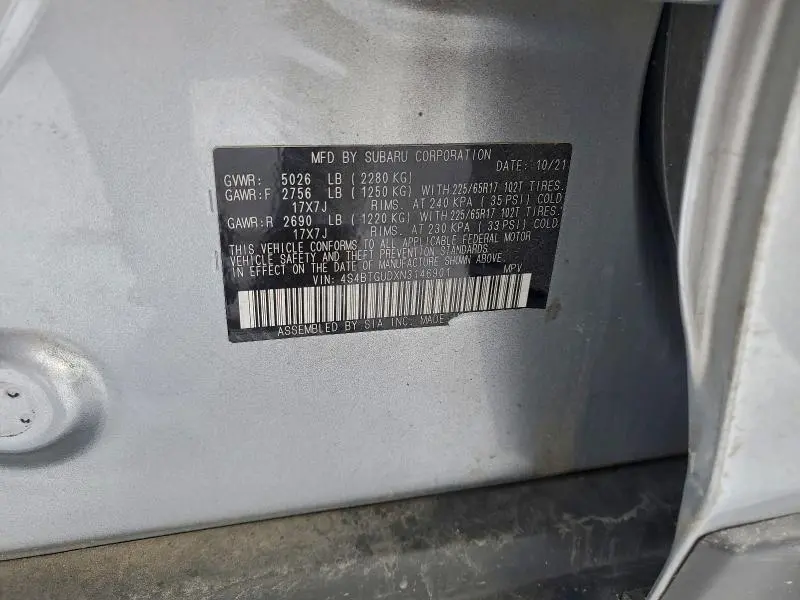 MFD BY SUBARU CORPORATION
DATE: 10/21
GVWR: 5026 LB (2280 KG)
GAWR:F 2756 LB (1250 KG) WITH 225/65R17 102T TIRES.
17X7J RIMS. AT 240 KPA (35 PSI) COLD
GAWR:R 2690 LB (1220 KG) WITH 225/65R17 102T TIRES.
17X7J RIMS. AT 230 KPA (33 PSI) COLD
THIS VEHICLE CONFORMS TO ALL APPLICABLE FEDERAL MOTOR
VEHICLE SAFETY AND THEFT PREVENTION STANDARDS
IN EFFECT ON THE DATE OF MANUFACTURE SHOWN ABOVE.
VIN: 4S4BTGUDXN3146901 MPV
ASSEMBLED BY SIA INC. MADE